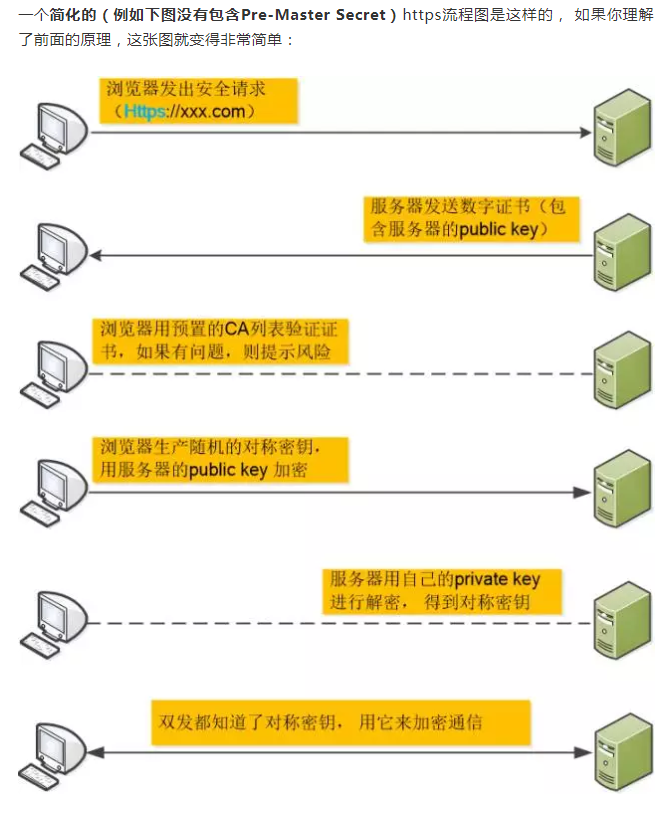 一个简化的（例如下图没有包含Pre-Master Secret）https流程图是这样的， 如果你理解
了前面的原理，这张图就变得非常简单：
浏览器发出安全请求
（Https://xxx.com）
服务器发送数字证书（包
含服务器的public key）
浏览器用预置的CA列表验证证
书，如果有问题，则提示风险
浏览器生产随机的对称密钥，
用服务器的public key 加密
服务器用自己的private key
进行解密， 得到对称密钥
双发都知道了对称密钥， 用它来加密通信